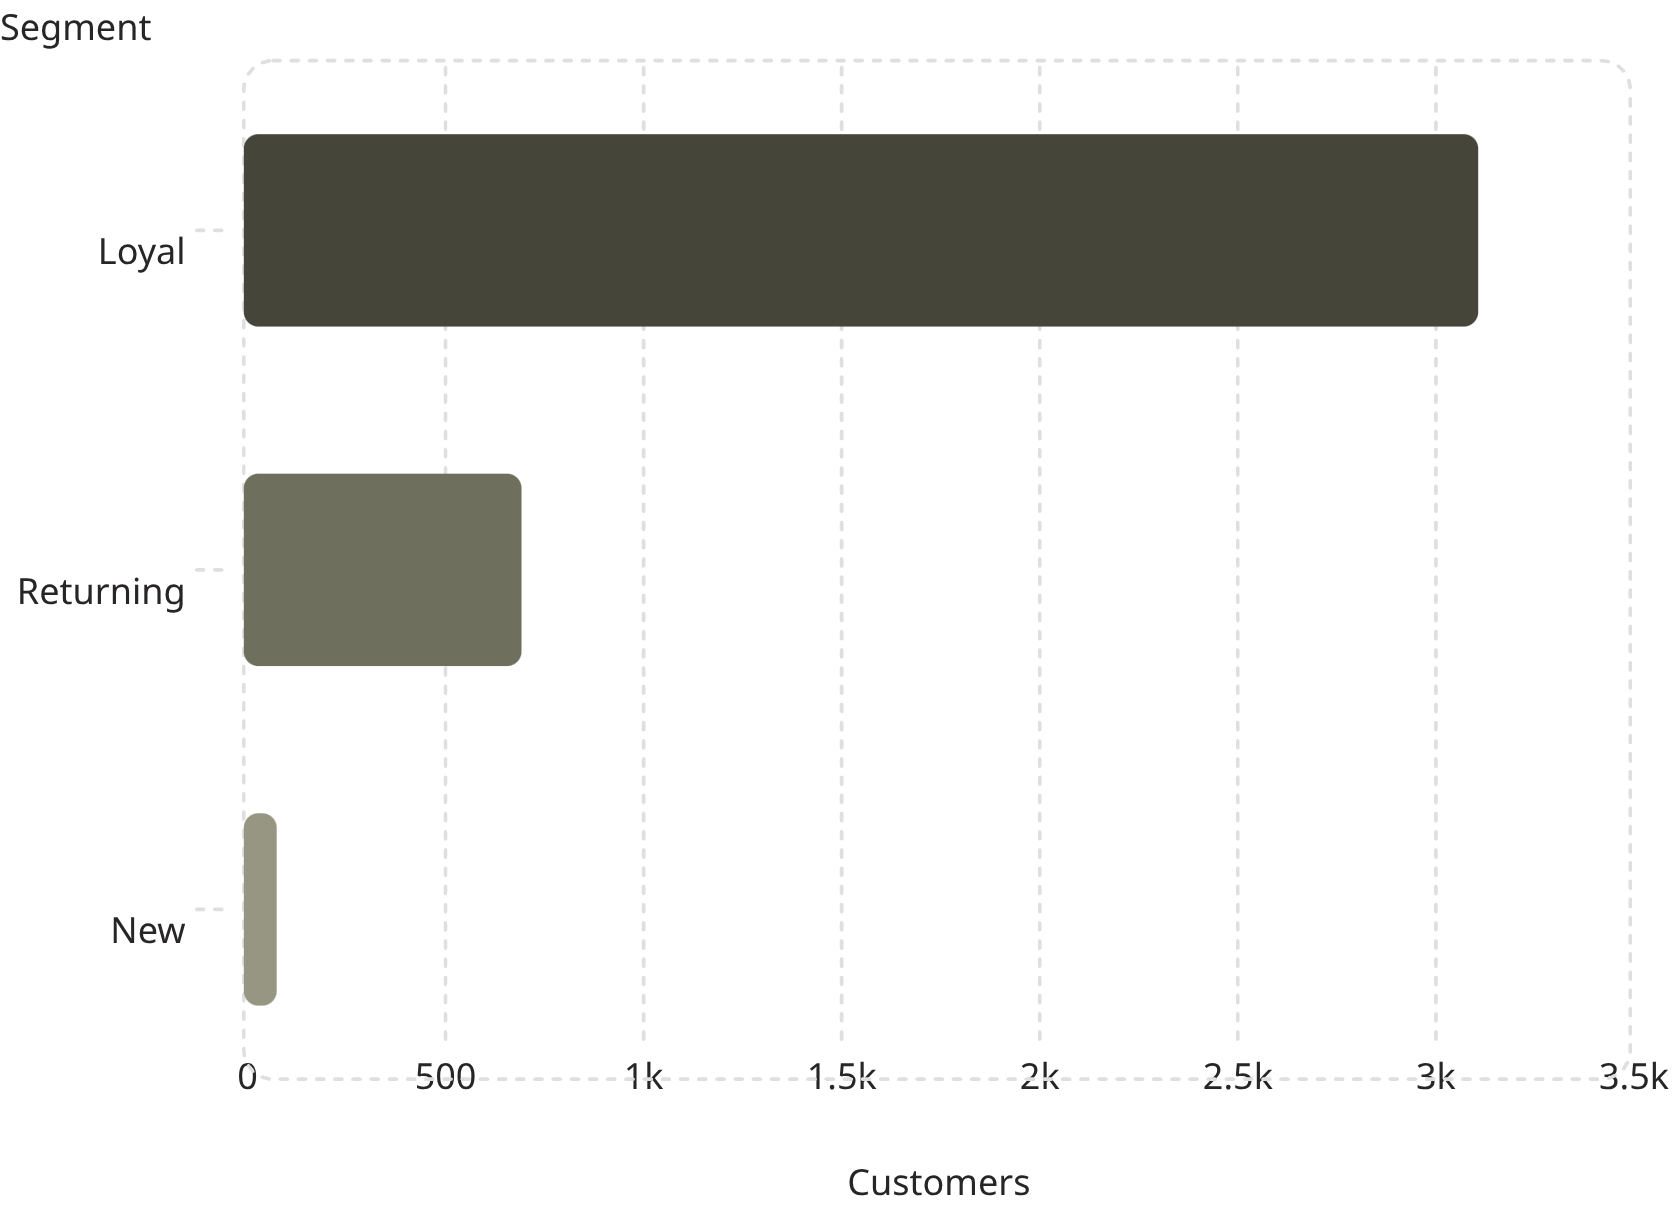 Segment
Loyal
Returning
New
0 500 1k 1.5k 2k 2.5k 3k 3.5k
Customers